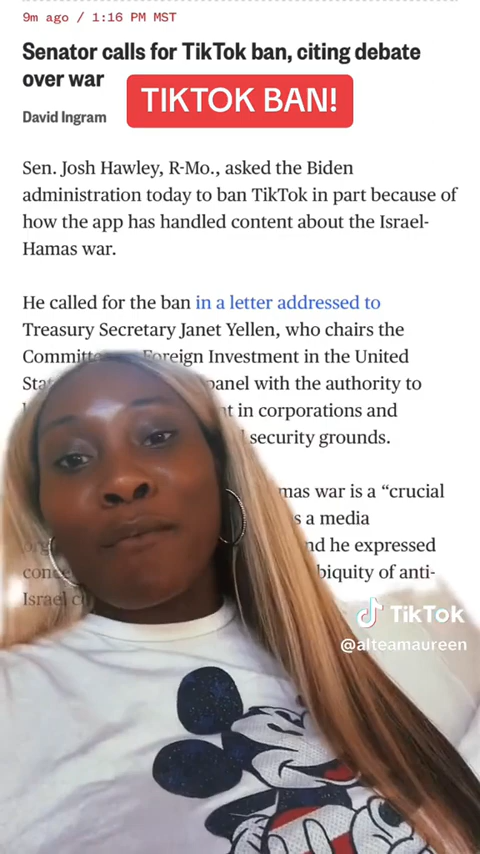 9m ago / 1:16 PM MST
Senator calls for TikTok ban, citing debate
over war
TIKTOK BAN!
David Ingram
Sen. Josh Hawley, R-Mo., asked the Biden
administration today to ban TikTok in part because of
how the app has handled content about the Israel-
Hamas war.
He called for the ban in a letter addressed to
Treasury Secretary Janet Yellen, who chairs the
Foreign Investment in the United
panel with the authority to
in corporations and
security grounds.
war is a “crucial
a media
and he expressed
anti-
Israel
TikTok
@alteamaureen